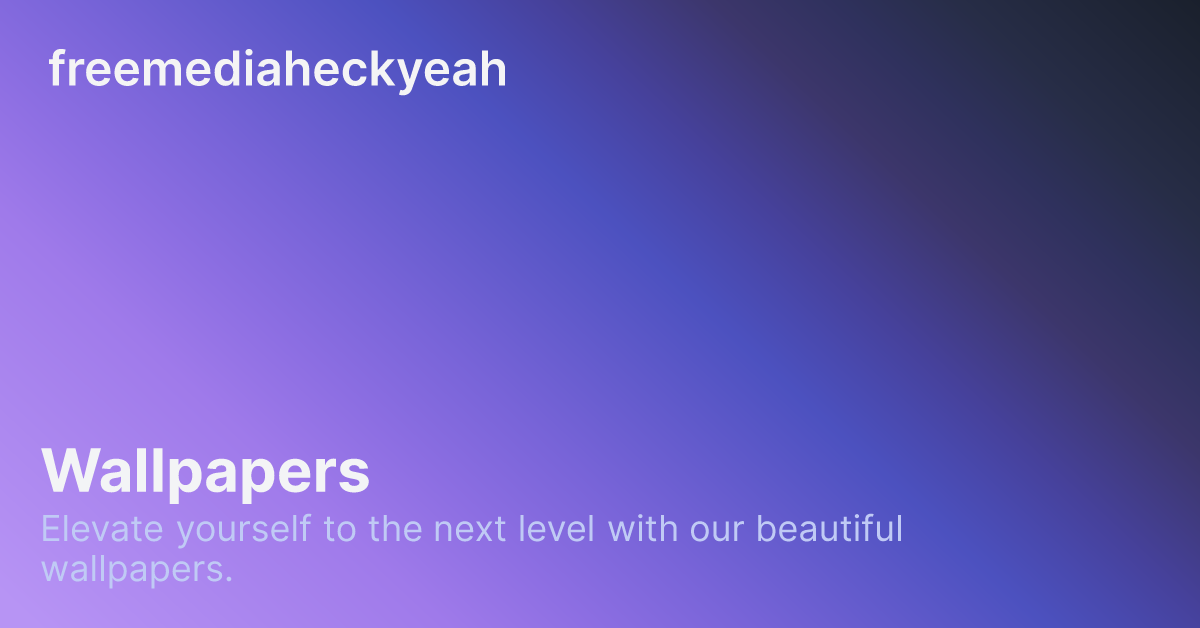 freemediaheckyeah
Wallpapers
Elevate yourself to the next level with our beautiful
wallpapers.